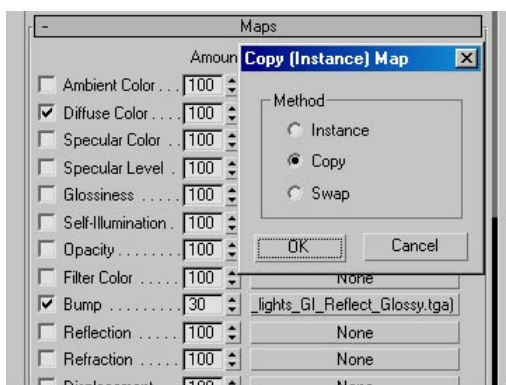 - Maps
Amoun
Copy (Instance) Map
Method
Instance
Copy
Swap
OK Cancel
Ambient Color . . . 100
Diffuse Color . . . . 100
Specular Color . . 100
Specular Level . 100
Glossiness . . . . . 100
Self-Illumination . 100
Opacity . . . . . . . . 100
Filter Color . . . . . 100 None
Bump . . . . . . . . . 30 _lights_GI_Reflect_Glossy.tga)
Reflection . . . . . 100 None
Refraction . . . . . 100 None
Displacement 100 None